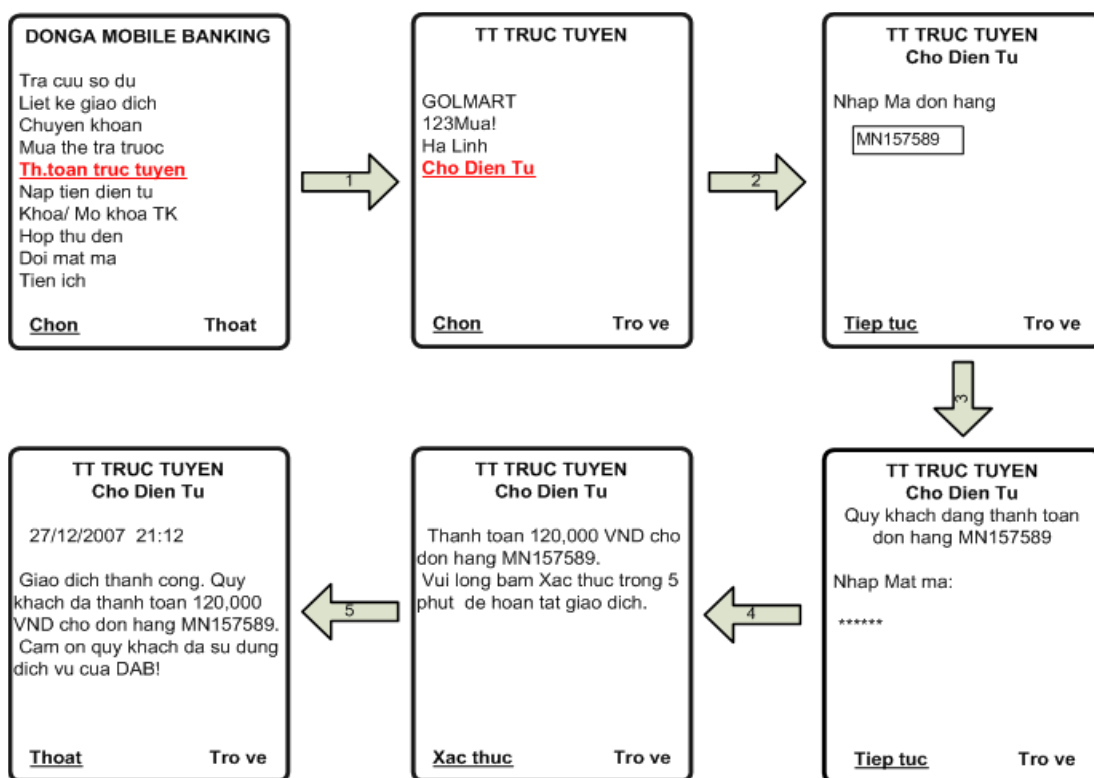 DONGA MOBILE BANKING
Tra cuu so du
Liet ke giao dich
Chuyen khoan
Mua the tra truoc
Th.toan truc tuyen
Nap tien dien tu
Khoa/ Mo khoa TK
Hop thu den
Doi mat ma
Tien ich
Chon Thoat
1
TT TRUC TUYEN
GOLMART
123Mua!
Ha Linh
Cho Dien Tu
Chon Tro ve
2
TT TRUC TUYEN
Cho Dien Tu
Nhap Ma don hang
MN157589
Tiep tuc Tro ve
3
TT TRUC TUYEN
Cho Dien Tu
Quy khach dang thanh toan
don hang MN157589
Nhap Mat ma:
******
Tiep tuc Tro ve
4
TT TRUC TUYEN
Cho Dien Tu
Thanh toan 120,000 VND cho
don hang MN157589.
Vui long bam Xac thuc trong 5
phut de hoan tat giao dich.
Xac thuc Tro ve
5
TT TRUC TUYEN
Cho Dien Tu
27/12/2007 21:12
Giao dich thanh cong. Quy
khach da thanh toan 120,000
VND cho don hang MN157589.
Cam on quy khach da su dung
dich vu cua DAB!
Thoat Tro ve